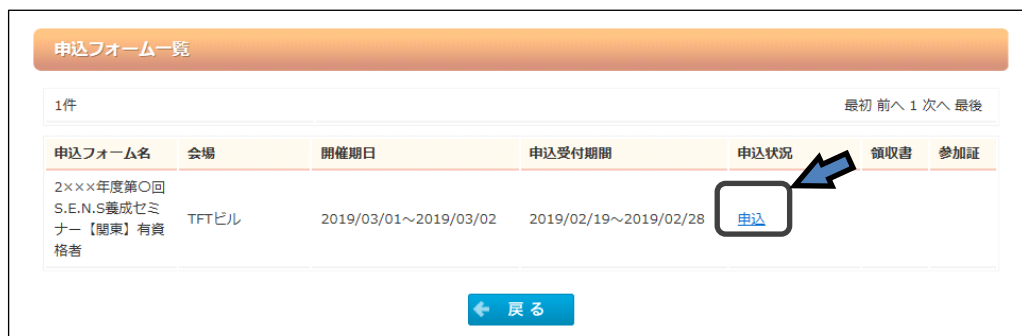 申込フォーム一覧
1件 最初 前へ 1 次へ 最後
申込フォーム名 会場 開催期日 申込受付期間 申込状況 領収書 参加証
2×××年度第〇回
S.E.N.S養成セミ
ナー【関東】有資
格者
TFTビル 2019/03/01～2019/03/02 2019/02/19～2019/02/28 申込
戻る